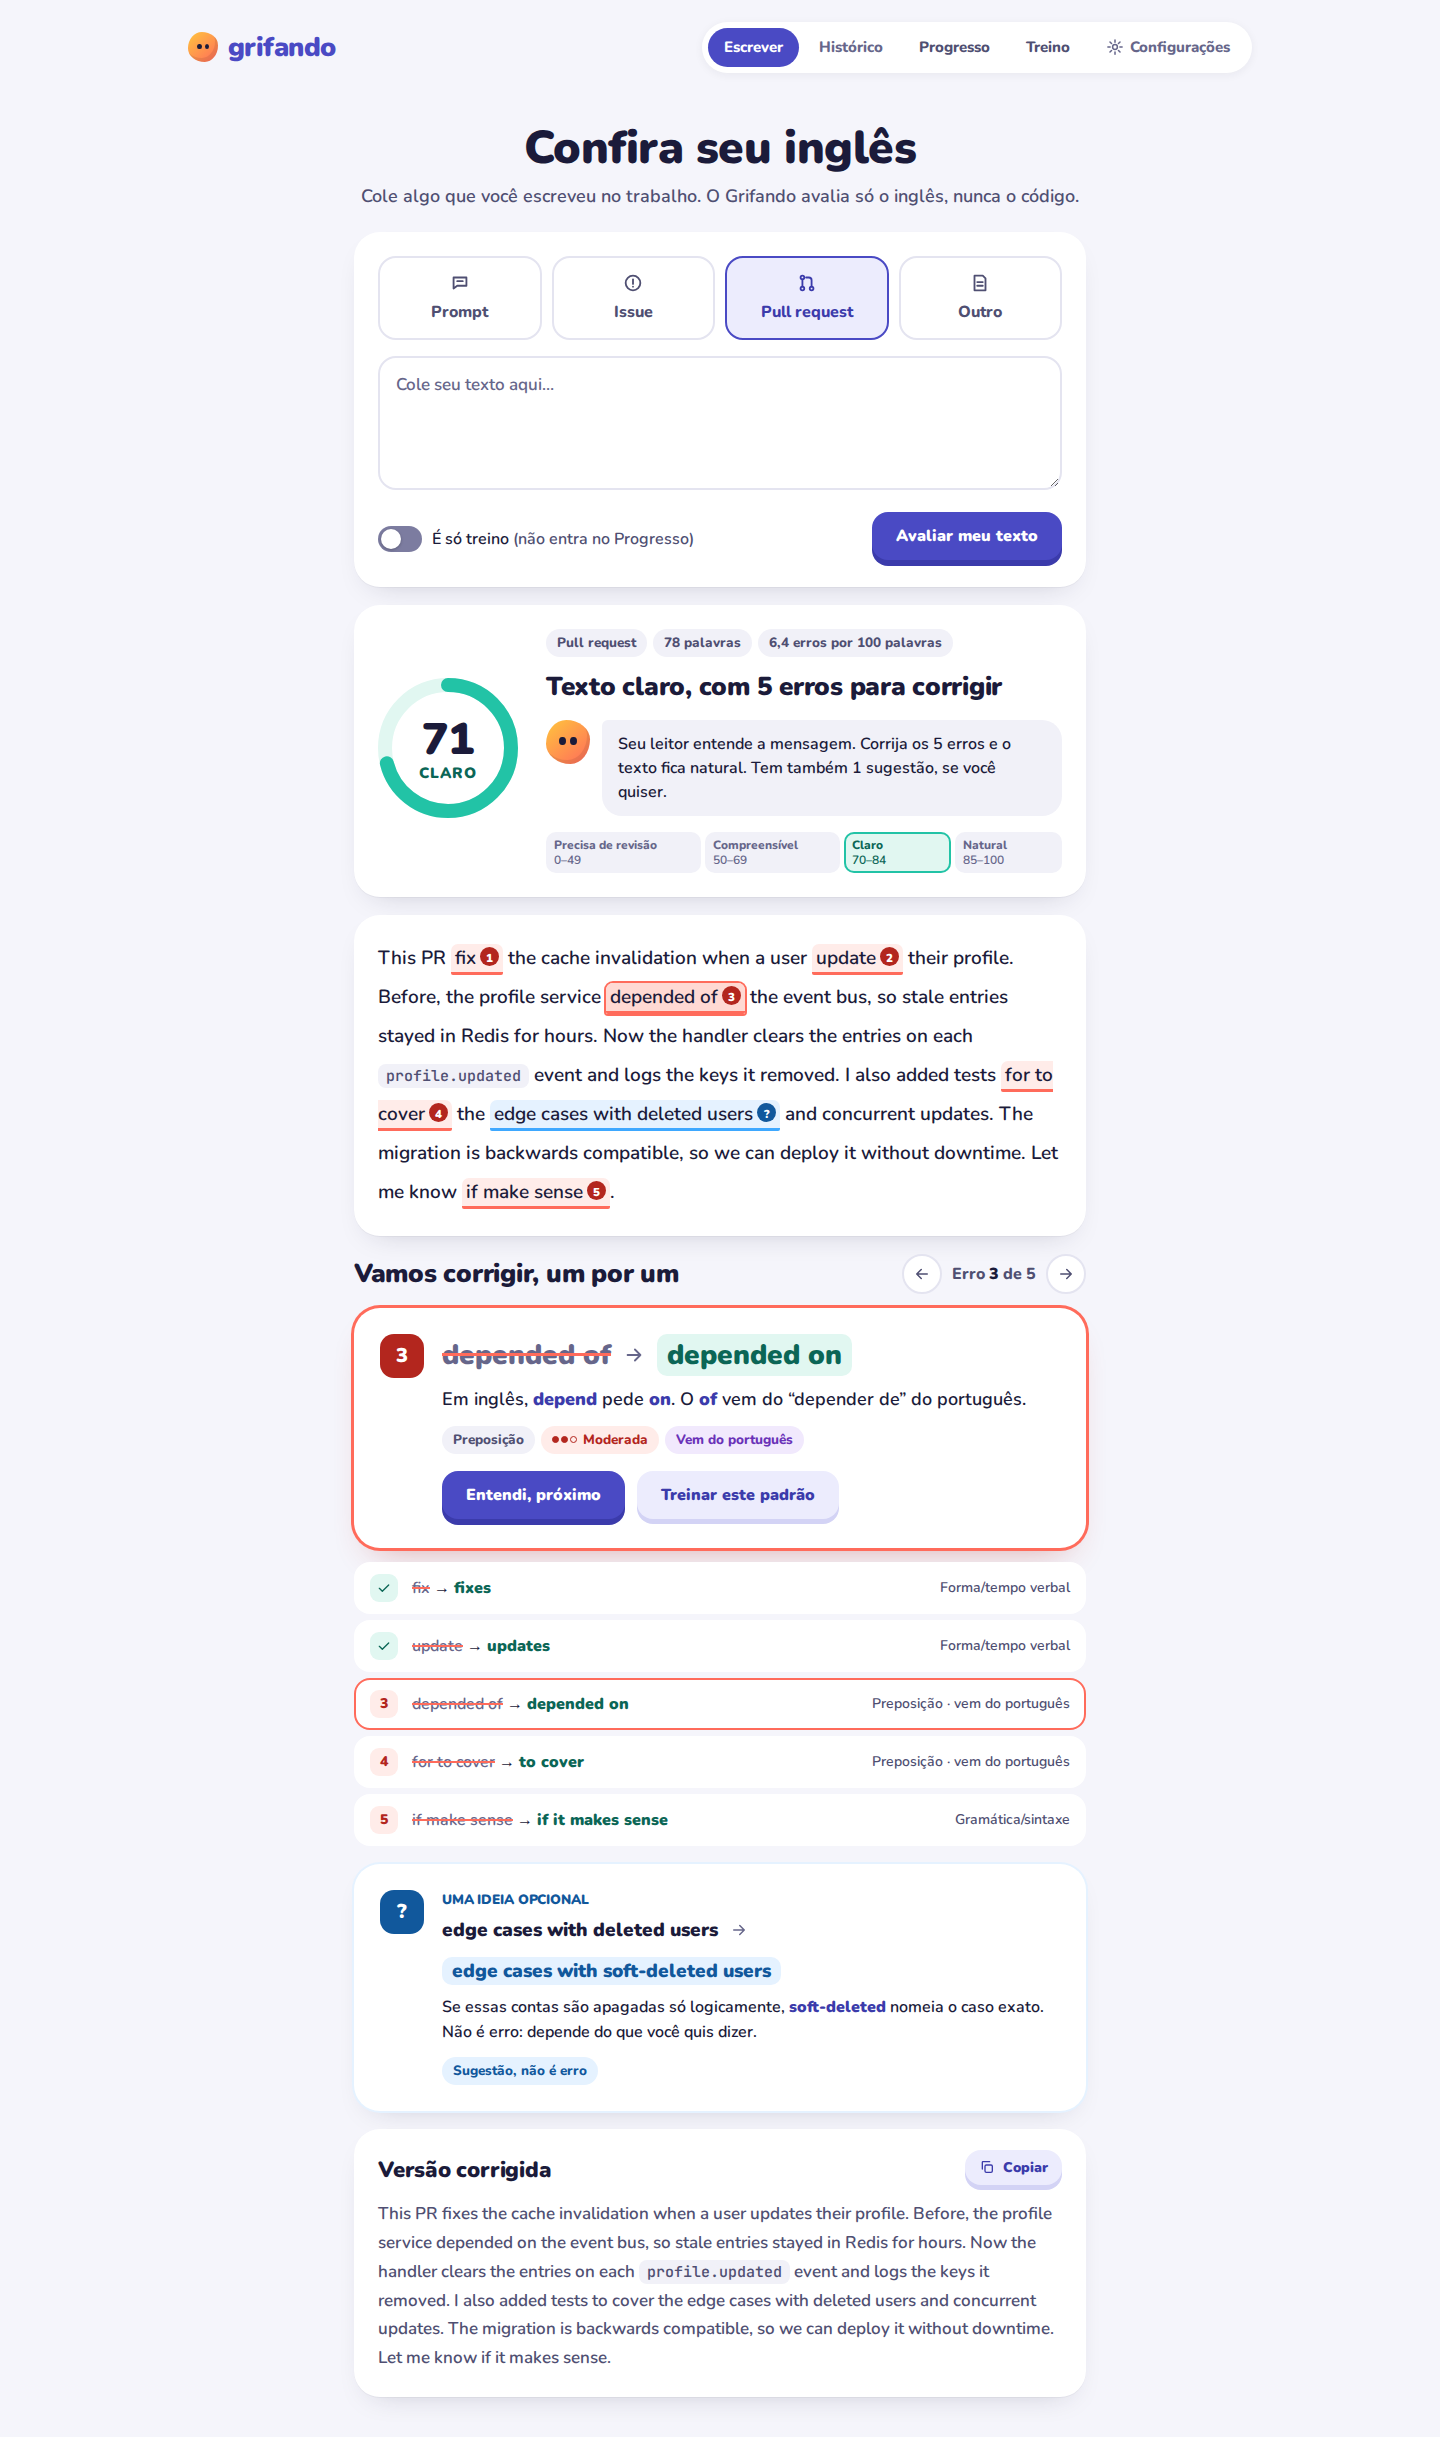 grifando
Escrever Histórico Progresso Treino Configurações
Confira seu inglês
Cole algo que você escreveu no trabalho. O Grifando avalia só o inglês, nunca o código.
Prompt Issue Pull request Outro
Cole seu texto aqui...
É só treino (não entra no Progresso) Avaliar meu texto
Pull request 78 palavras 6,4 erros por 100 palavras
Texto claro, com 5 erros para corrigir
71
CLARO
Seu leitor entende a mensagem. Corrija os 5 erros e o
texto fica natural. Tem também 1 sugestão, se você
quiser.
Precisa de revisão Compreensível Claro Natural
0–49 50–69 70–84 85–100
This PR fix 1 the cache invalidation when a user update 2 their profile.
Before, the profile service depended of 3 the event bus, so stale entries
stayed in Redis for hours. Now the handler clears the entries on each
profile.updated event and logs the keys it removed. I also added tests for to
cover 4 the edge cases with deleted users ? and concurrent updates. The
migration is backwards compatible, so we can deploy it without downtime. Let
me know if make sense 5 .
Vamos corrigir, um por um ← Erro 3 de 5 →
3 depended of → depended on
Em inglês, depend pede on. O of vem do “depender de” do português.
Preposição Moderada Vem do português
Entendi, próximo Treinar este padrão
fix → fixes Forma/tempo verbal
update → updates Forma/tempo verbal
3 depended of → depended on Preposição · vem do português
4 for to cover → to cover Preposição · vem do português
5 if make sense → if it makes sense Gramática/sintaxe
? UMA IDEIA OPCIONAL
edge cases with deleted users →
edge cases with soft-deleted users
Se essas contas são apagadas só logicamente, soft-deleted nomeia o caso exato.
Não é erro: depende do que você quis dizer.
Sugestão, não é erro
Versão corrigida Copiar
This PR fixes the cache invalidation when a user updates their profile. Before, the profile
service depended on the event bus, so stale entries stayed in Redis for hours. Now the
handler clears the entries on each profile.updated event and logs the keys it
removed. I also added tests to cover the edge cases with deleted users and concurrent
updates. The migration is backwards compatible, so we can deploy it without downtime.
Let me know if it makes sense.